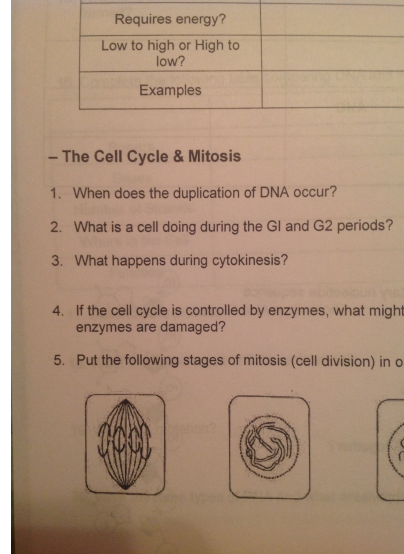 Requires energy?
Low to high or High to
low?
Examples
– The Cell Cycle & Mitosis
1. When does the duplication of DNA occur?
2. What is a cell doing during the GI and G2 periods?
3. What happens during cytokinesis?
4. If the cell cycle is controlled by enzymes, what might
enzymes are damaged?
5. Put the following stages of mitosis (cell division) in o